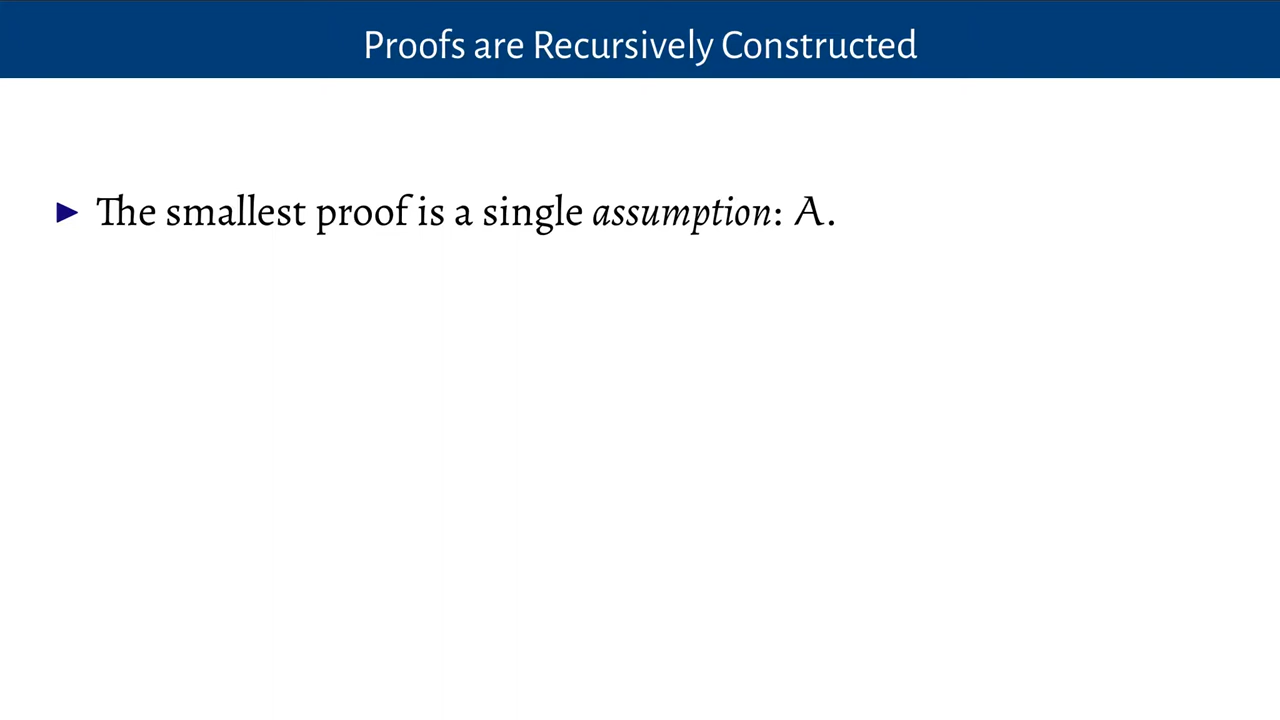 Proofs are Recursively Constructed
▶ The smallest proof is a single assumption: A.